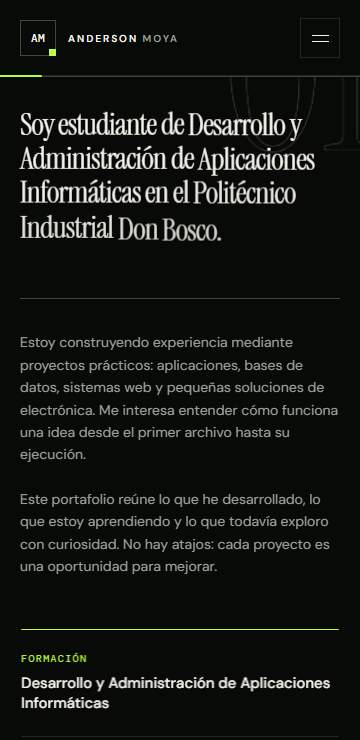 AM
ANDERSON MOYA
Soy estudiante de Desarrollo y
Administración de Aplicaciones
Informáticas en el Politécnico
Industrial Don Bosco.
Estoy construyendo experiencia mediante
proyectos prácticos: aplicaciones, bases de
datos, sistemas web y pequeñas soluciones de
electrónica. Me interesa entender cómo funciona
una idea desde el primer archivo hasta su
ejecución.
Este portafolio reúne lo que he desarrollado, lo
que estoy aprendiendo y lo que todavía exploro
con curiosidad. No hay atajos: cada proyecto es
una oportunidad para mejorar.
FORMACIÓN
Desarrollo y Administración de Aplicaciones
Informáticas